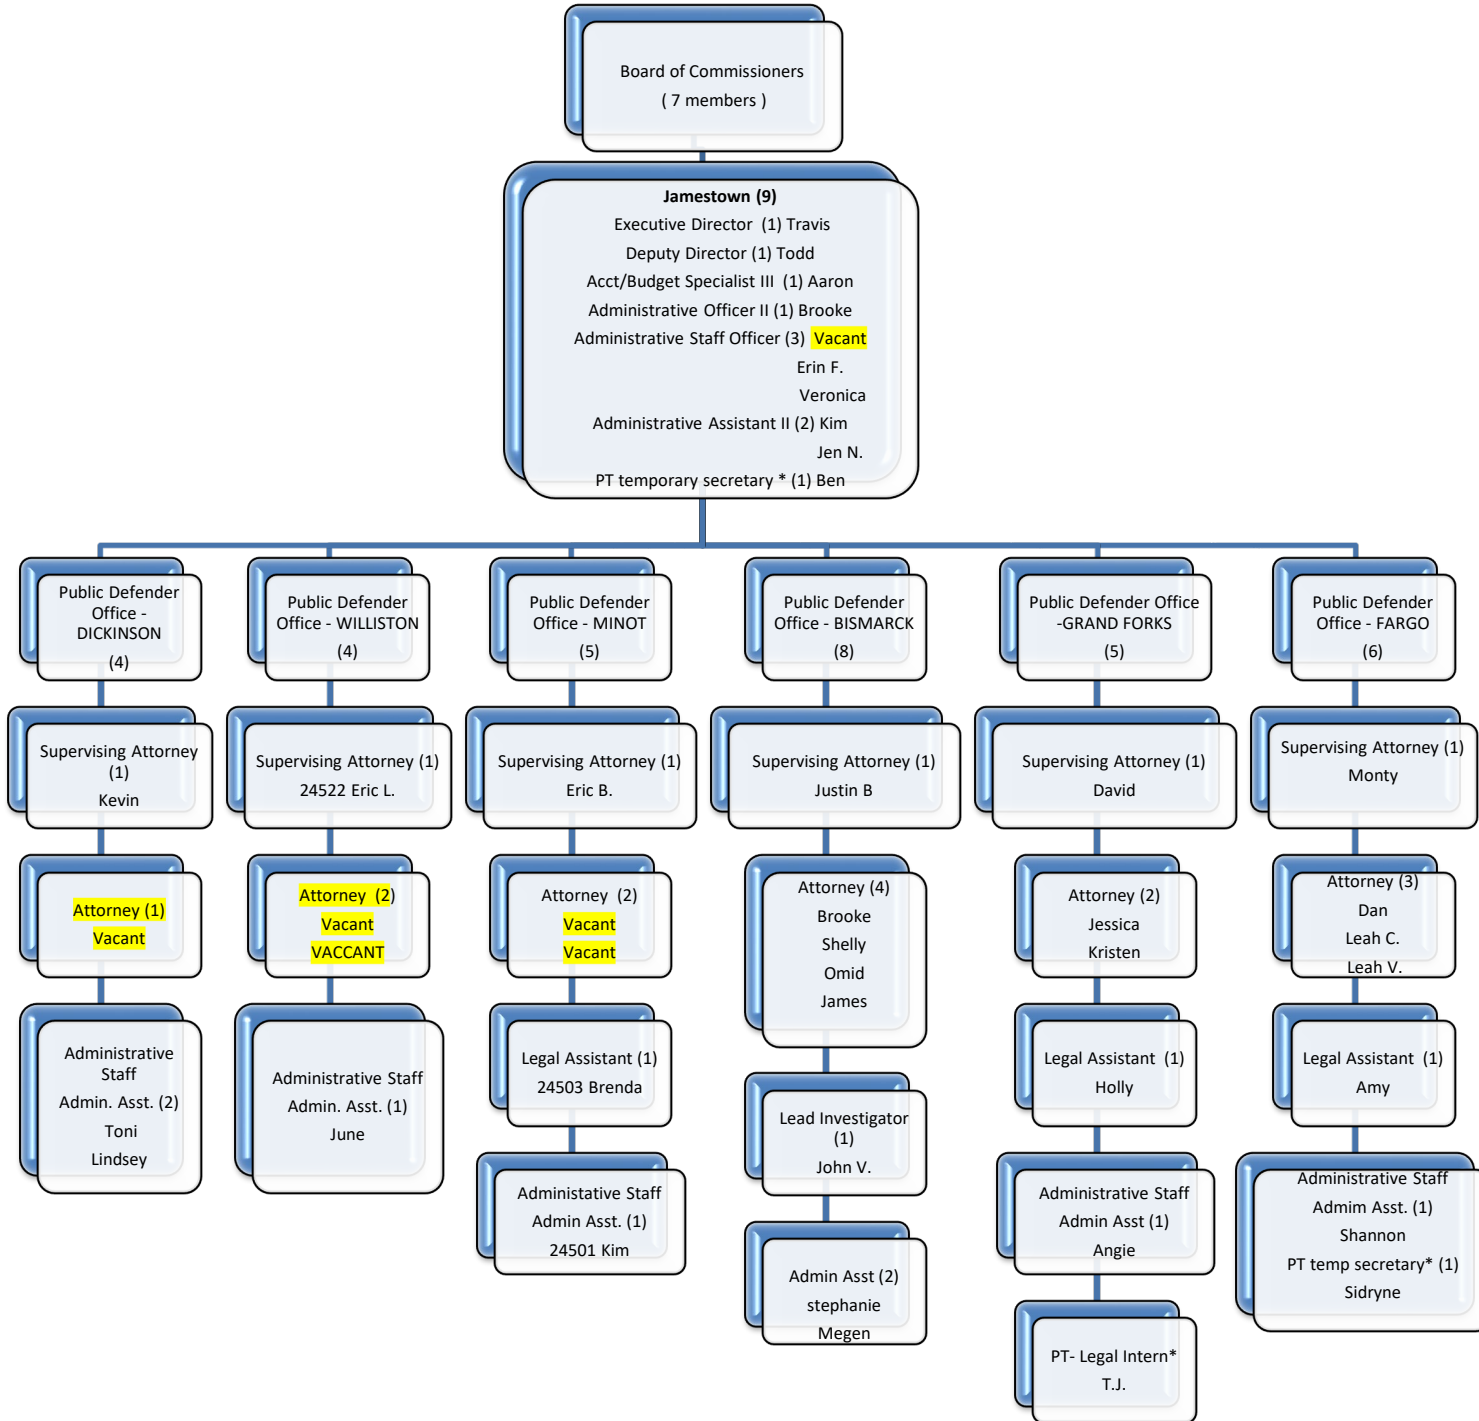 Board of Commissioners
( 7 members )
Jamestown (9)
Executive Director (1) Travis
Deputy Director (1) Todd
Acct/Budget Specialist III (1) Aaron
Administrative Officer II (1) Brooke
Administrative Staff Officer (3) Vacant
Erin F.
Veronica
Administrative Assistant II (2) Kim
Jen N.
PT temporary secretary * (1) Ben
Public Defender
Office -
DICKINSON
(4)
Supervising Attorney
(1)
Kevin
Attorney (1)
Vacant
Administrative
Staff
Admin. Asst. (2)
Toni
Lindsey
Public Defender
Office - WILLISTON
(4)
Supervising Attorney (1)
24522 Eric L.
Attorney (2)
Vacant
VACCANT
Administrative Staff
Admin. Asst. (1)
June
Public Defender
Office - MINOT
(5)
Supervising Attorney (1)
Eric B.
Attorney (2)
Vacant
Vacant
Legal Assistant (1)
24503 Brenda
Administative Staff
Admin Asst. (1)
24501 Kim
Public Defender
Office - BISMARCK
(8)
Supervising Attorney (1)
Justin B
Attorney (4)
Brooke
Shelly
Omid
James
Lead Investigator
(1)
John V.
Admin Asst (2)
stephanie
Megen
Public Defender Office
-GRAND FORKS
(5)
Supervising Attorney (1)
David
Attorney (2)
Jessica
Kristen
Legal Assistant (1)
Holly
Administrative Staff
Admin Asst (1)
Angie
PT- Legal Intern*
T.J.
Public Defender
Office - FARGO
(6)
Supervising Attorney (1)
Monty
Attorney (3)
Dan
Leah C.
Leah V.
Legal Assistant (1)
Amy
Administrative Staff
Admim Asst. (1)
Shannon
PT temp secretary* (1)
Sidryne